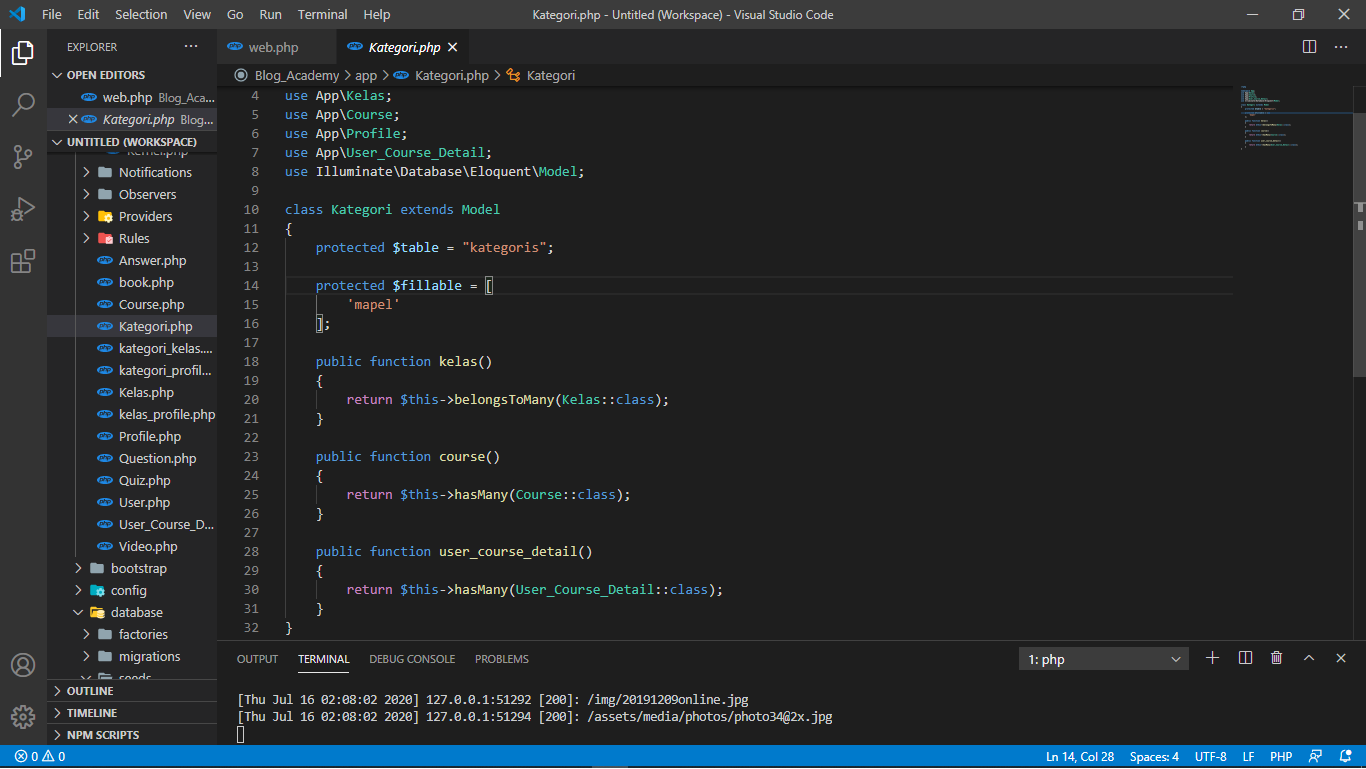 File Edit Selection View Go Run Terminal Help
Kategori.php - Untitled (Workspace) - Visual Studio Code
EXPLORER
OPEN EDITORS
web.php Blog_Aca...
Kategori.php Blog...
UNTITLED (WORKSPACE)
Kernel.php
Notifications
Observers
Providers
Rules
Answer.php
book.php
Course.php
Kategori.php
kategori_kelas....
kategori_profil...
Kelas.php
kelas_profile.php
Profile.php
Question.php
Quiz.php
User.php
User_Course_D...
Video.php
bootstrap
config
database
factories
migrations
seeds
OUTLINE
TIMELINE
NPM SCRIPTS
web.php
Kategori.php
Blog_Academy > app > Kategori.php > Kategori
4 use App\Kelas;
5 use App\Course;
6 use App\Profile;
7 use App\User_Course_Detail;
8 use Illuminate\Database\Eloquent\Model;
9
10 class Kategori extends Model
11 {
12 protected $table = "kategoris";
13
14 protected $fillable = [
15 'mapel'
16 ];
17
18 public function kelas()
19 {
20 return $this->belongsToMany(Kelas::class);
21 }
22
23 public function course()
24 {
25 return $this->hasMany(Course::class);
26 }
27
28 public function user_course_detail()
29 {
30 return $this->hasMany(User_Course_Detail::class);
31 }
32 }
OUTPUT TERMINAL DEBUG CONSOLE PROBLEMS
1: php
[Thu Jul 16 02:08:02 2020] 127.0.0.1:51292 [200]: /img/20191209online.jpg
[Thu Jul 16 02:08:02 2020] 127.0.0.1:51294 [200]: /assets/media/photos/photo34@2x.jpg
0 0
Ln 14, Col 28 Spaces: 4 UTF-8 LF PHP